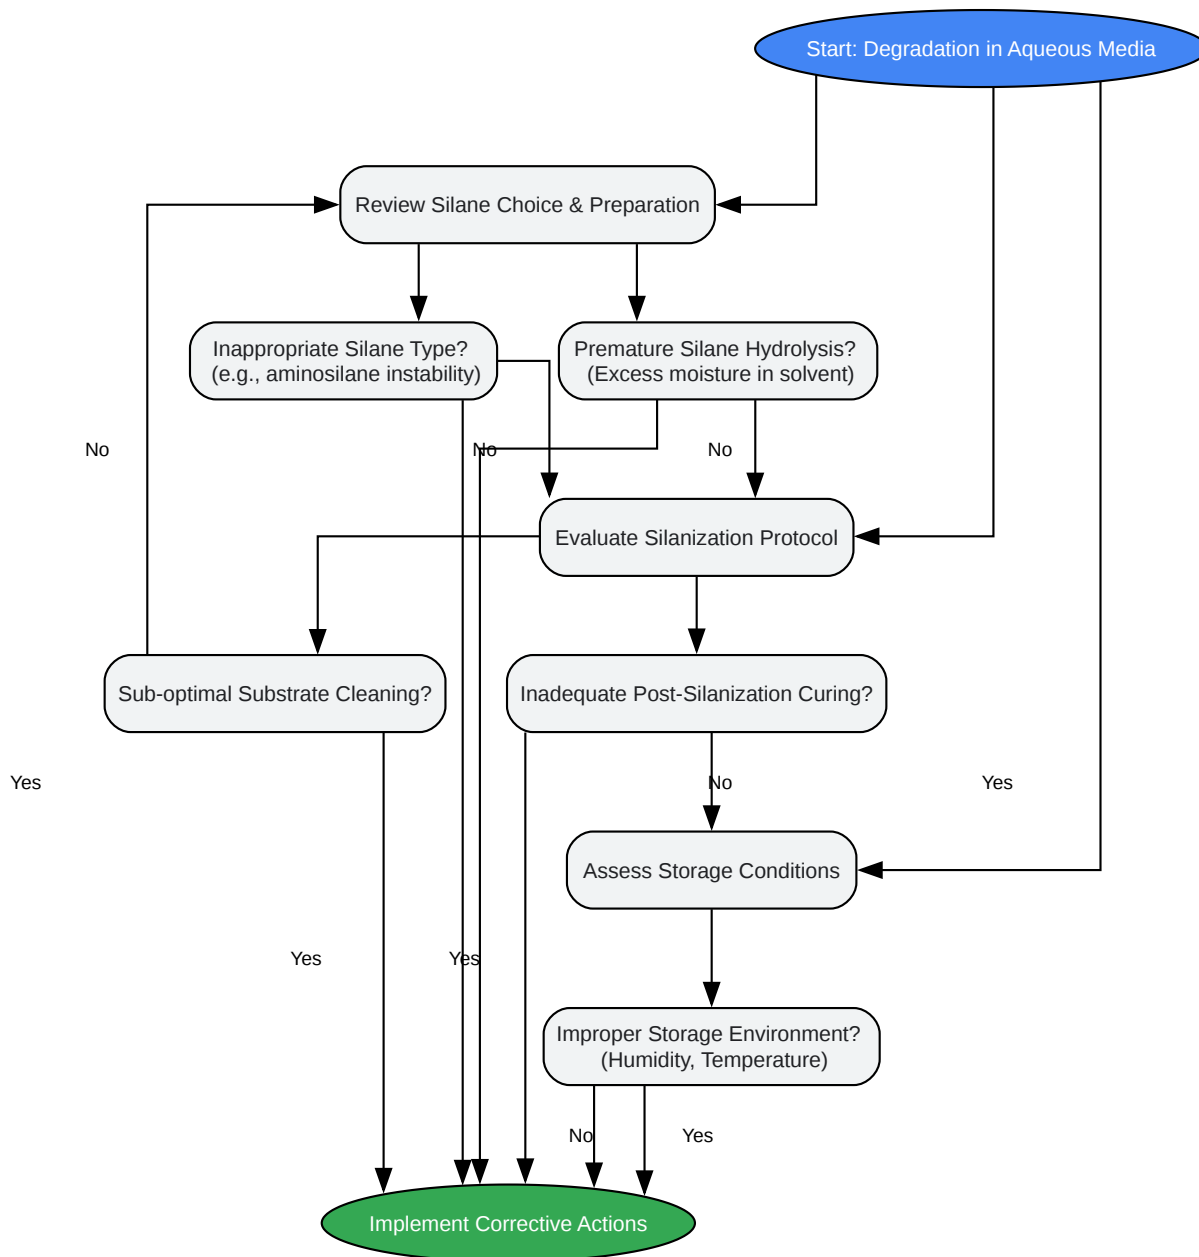 Start: Degradation in Aqueous Media
Review Silane Choice & Preparation
Inappropriate Silane Type?
(e.g., aminosilane instability)
Premature Silane Hydrolysis?
(Excess moisture in solvent)
No
No
No
Evaluate Silanization Protocol
Sub-optimal Substrate Cleaning?
Inadequate Post-Silanization Curing?
Yes
No
Yes
Assess Storage Conditions
Yes
Yes
Improper Storage Environment?
(Humidity, Temperature)
No
Yes
Implement Corrective Actions